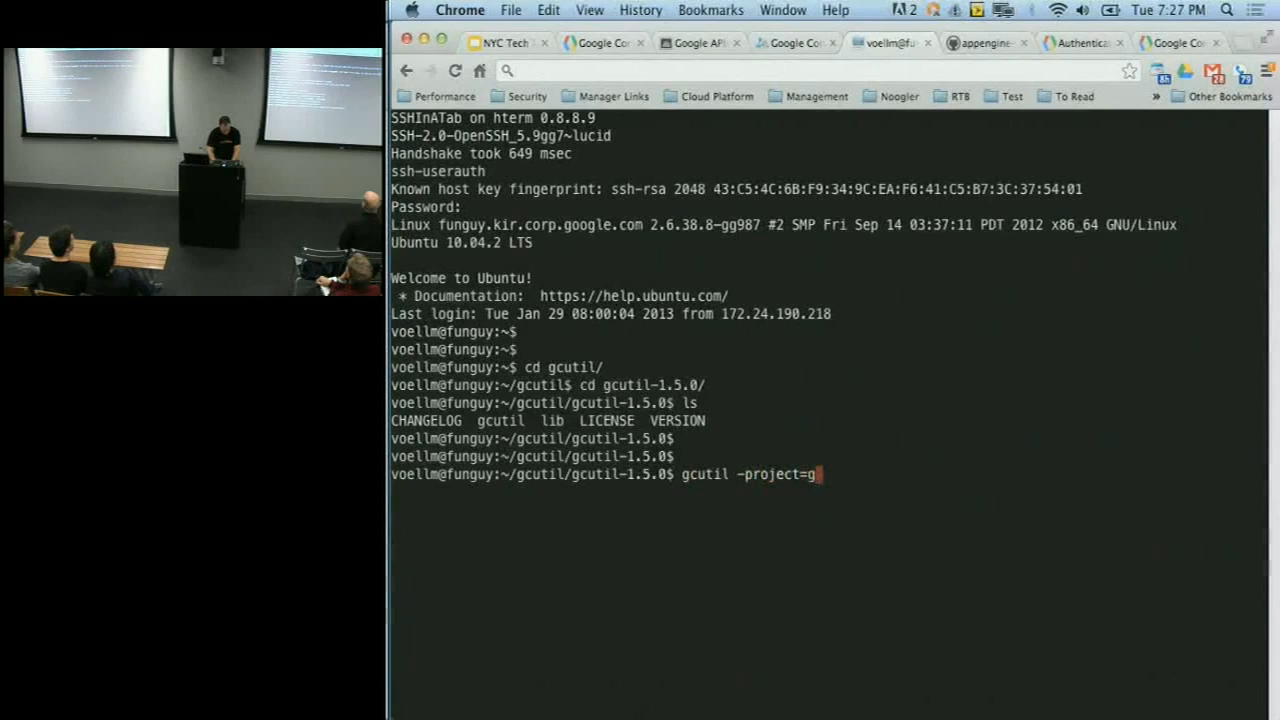 Chrome File Edit View History Bookmarks Window Help 2 Tue 7:27 PM
NYC Tech Google Co Google AP Google Co voellm@fu appengine Authentica Google Co
Performance Security Manager Links Cloud Platform Management Noogler RTB Test To Read » Other Bookmarks
SSHInATab on hterm 0.8.8.9
SSH-2.0-OpenSSH_5.9gg7~lucid
Handshake took 649 msec
ssh-userauth
Known host key fingerprint: ssh-rsa 2048 43:C5:4C:6B:F9:34:9C:EA:F6:41:C5:B7:3C:37:54:01
Password:
Linux funguy.kir.corp.google.com 2.6.38.8-gg987 #2 SMP Fri Sep 14 03:37:11 PDT 2012 x86_64 GNU/Linux
Ubuntu 10.04.2 LTS
Welcome to Ubuntu!
* Documentation: https://help.ubuntu.com/
Last login: Tue Jan 29 08:00:04 2013 from 172.24.190.218
voellm@funguy:~$
voellm@funguy:~$
voellm@funguy:~$ cd gcutil/
voellm@funguy:~/gcutil$ cd gcutil-1.5.0/
voellm@funguy:~/gcutil/gcutil-1.5.0$ ls
CHANGELOG gcutil lib LICENSE VERSION
voellm@funguy:~/gcutil/gcutil-1.5.0$
voellm@funguy:~/gcutil/gcutil-1.5.0$
voellm@funguy:~/gcutil/gcutil-1.5.0$ gcutil -project=g